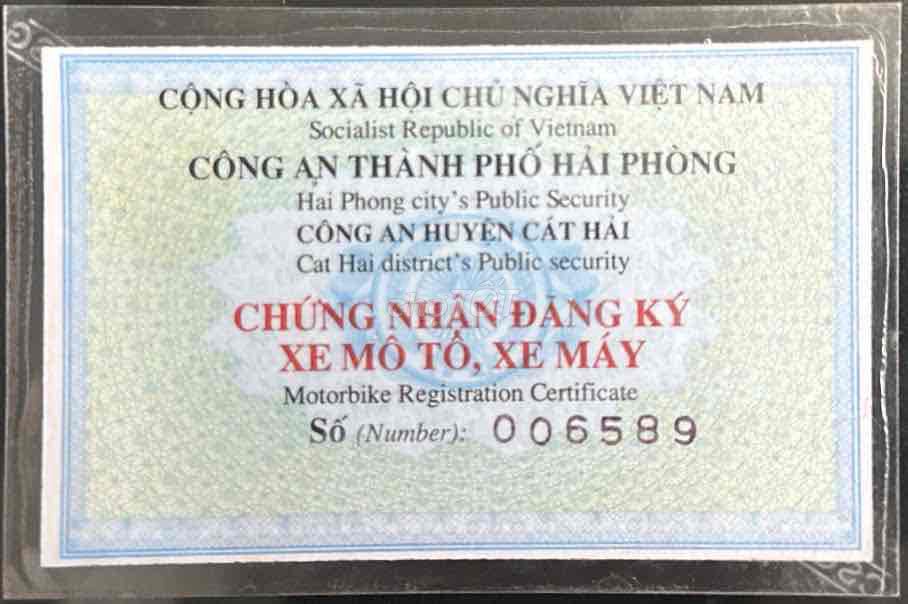 CỘNG HÒA XÃ HỘI CHỦ NGHĨA VIỆT NAM
Socialist Republic of Vietnam
CÔNG AN THÀNH PHỐ HẢI PHÒNG
Hai Phong city's Public Security
CÔNG AN HUYỆN CÁT HẢI
Cat Hai district's Public security
CHỨNG NHẬN ĐĂNG KÝ
XE MÔ TÔ, XE MÁY
Motorbike Registration Certificate
Số (Number): 006589